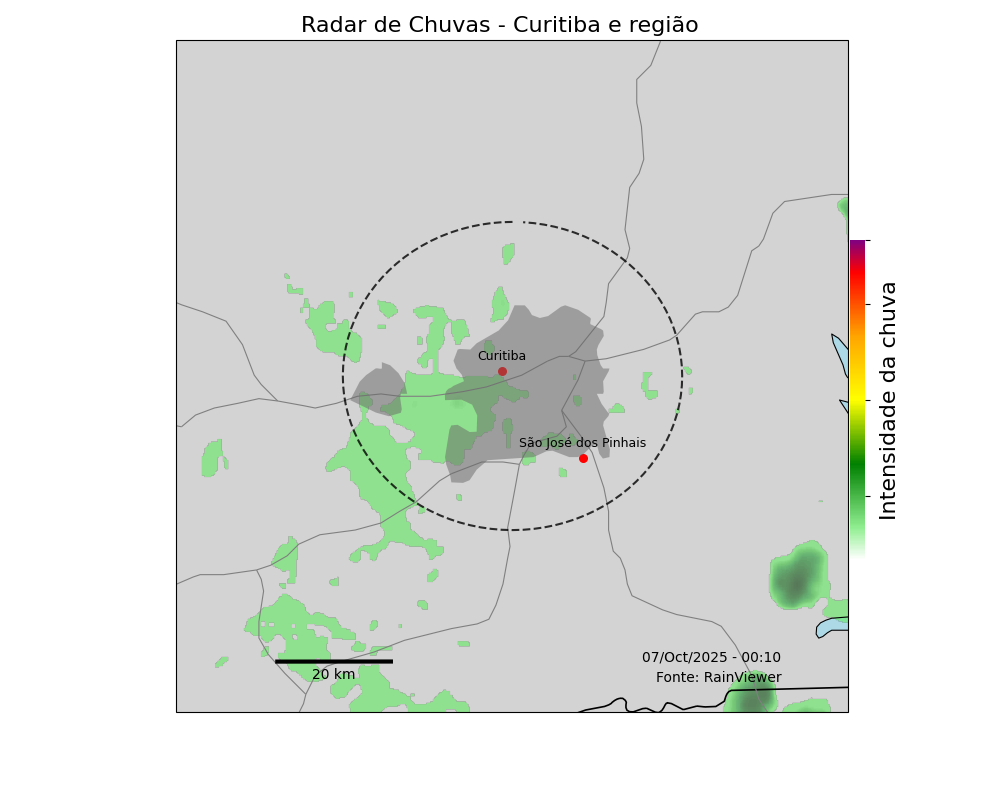 Radar de Chuvas - Curitiba e região
Curitiba
São José dos Pinhais
Intensidade da chuva
07/Oct/2025 - 00:10
20 km
Fonte: RainViewer